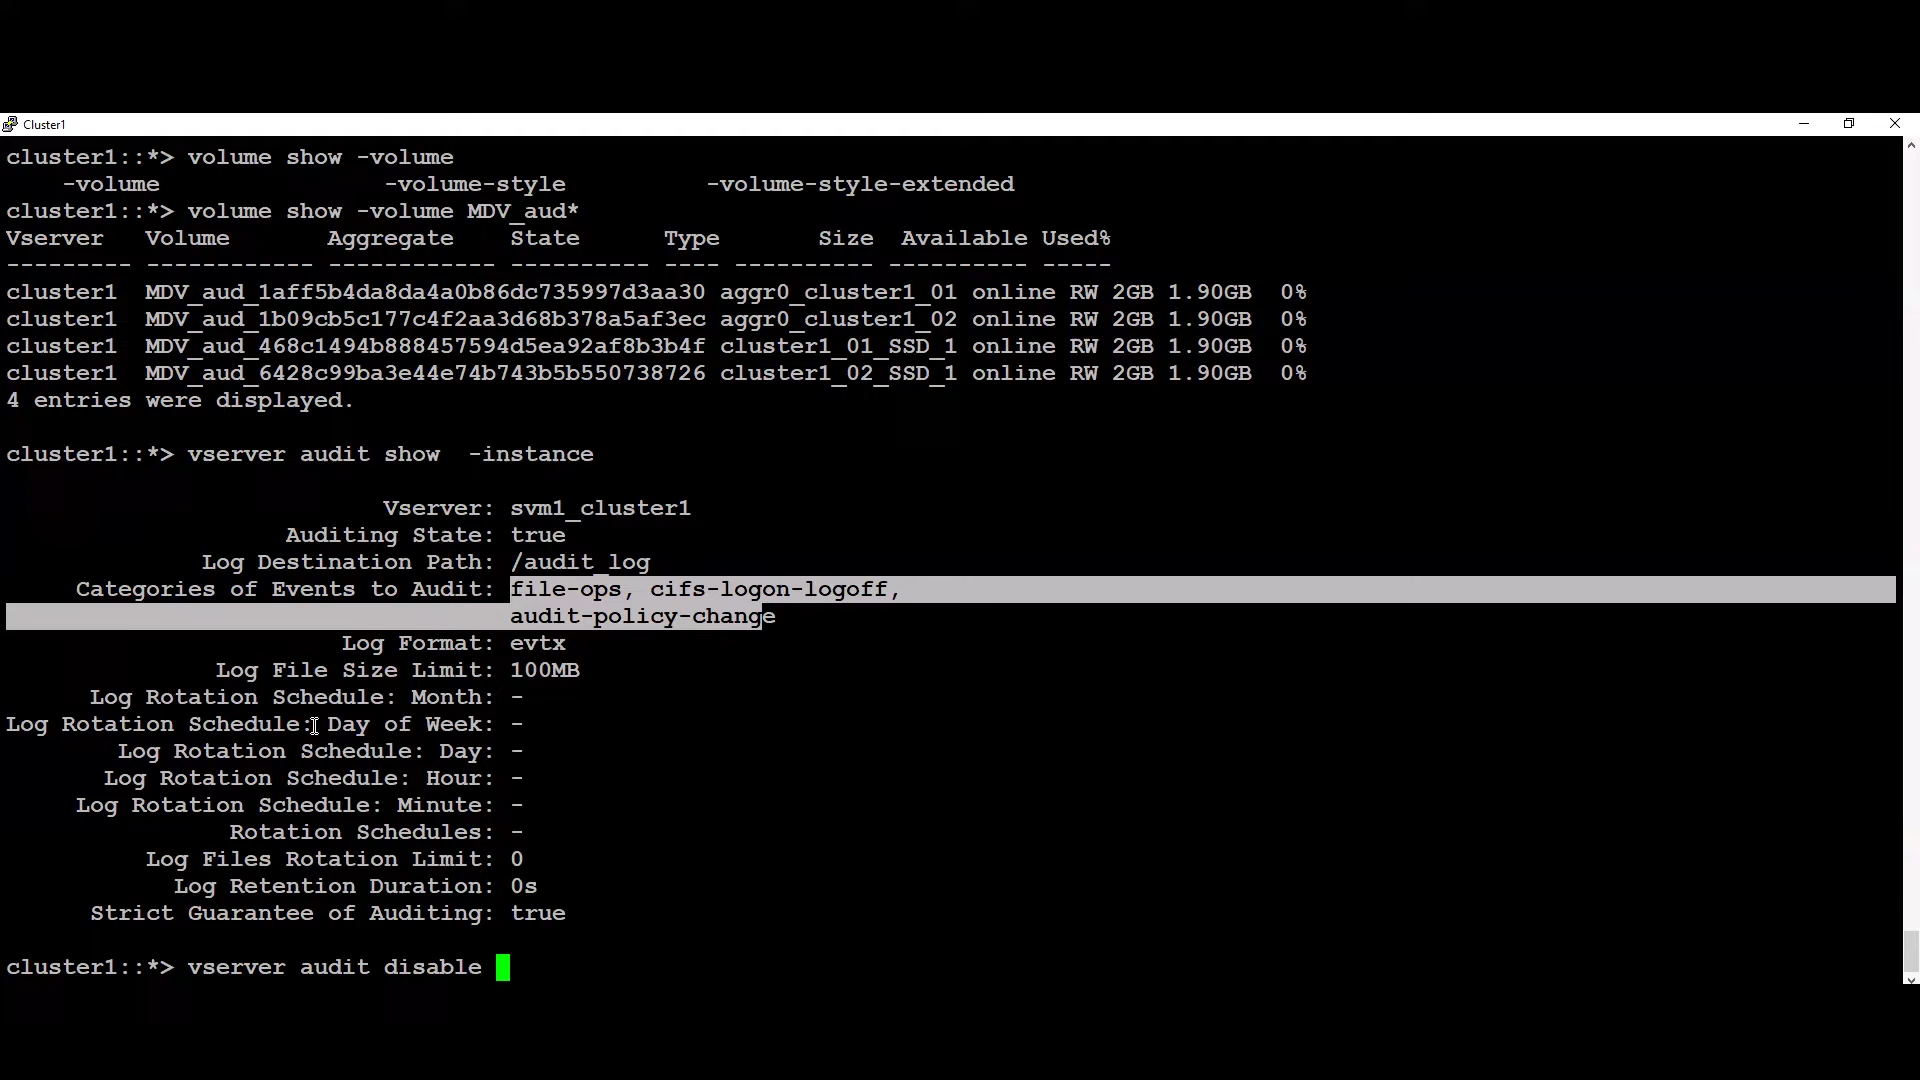 Cluster1
cluster1::*> volume show -volume
    -volume                -volume-style          -volume-style-extended
cluster1::*> volume show -volume MDV_aud*
Vserver   Volume       Aggregate    State      Type       Size  Available Used%
--------- ------------ ------------ ---------- ---- ---------- ---------- -----
cluster1  MDV_aud_1aff5b4da8da4a0b86dc735997d3aa30 aggr0_cluster1_01 online RW 2GB 1.90GB  0%
cluster1  MDV_aud_1b09cb5c177c4f2aa3d68b378a5af3ec aggr0_cluster1_02 online RW 2GB 1.90GB  0%
cluster1  MDV_aud_468c1494b888457594d5ea92af8b3b4f cluster1_01_SSD_1 online RW 2GB 1.90GB  0%
cluster1  MDV_aud_6428c99ba3e44e74b743b5b550738726 cluster1_02_SSD_1 online RW 2GB 1.90GB  0%
4 entries were displayed.
cluster1::*> vserver audit show  -instance
                           Vserver: svm1_cluster1
                    Auditing State: true
              Log Destination Path: /audit_log
     Categories of Events to Audit: file-ops, cifs-logon-logoff,
                                    audit-policy-change
                        Log Format: evtx
               Log File Size Limit: 100MB
      Log Rotation Schedule: Month: -
Log Rotation Schedule: Day of Week: -
        Log Rotation Schedule: Day: -
       Log Rotation Schedule: Hour: -
     Log Rotation Schedule: Minute: -
                Rotation Schedules: -
          Log Files Rotation Limit: 0
            Log Retention Duration: 0s
      Strict Guarantee of Auditing: true
cluster1::*> vserver audit disable